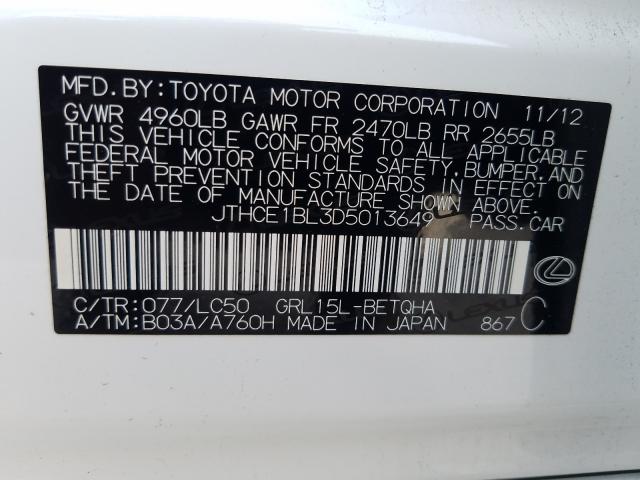 MFD. BY: TOYOTA MOTOR CORPORATION 11/12
GVWR 4960LB GAWR FR 2470LB RR 2655LB
THIS VEHICLE CONFORMS TO ALL APPLICABLE
FEDERAL MOTOR VEHICLE SAFETY, BUMPER, AND
THEFT PREVENTION STANDARDS IN EFFECT ON
THE DATE OF MANUFACTURE SHOWN ABOVE.
JTHCE1BL3D5013649 PASS. CAR
C/TR: 077/LC50 GRL15L-BETQHA
A/TM: B03A/A760H MADE IN JAPAN 867 C